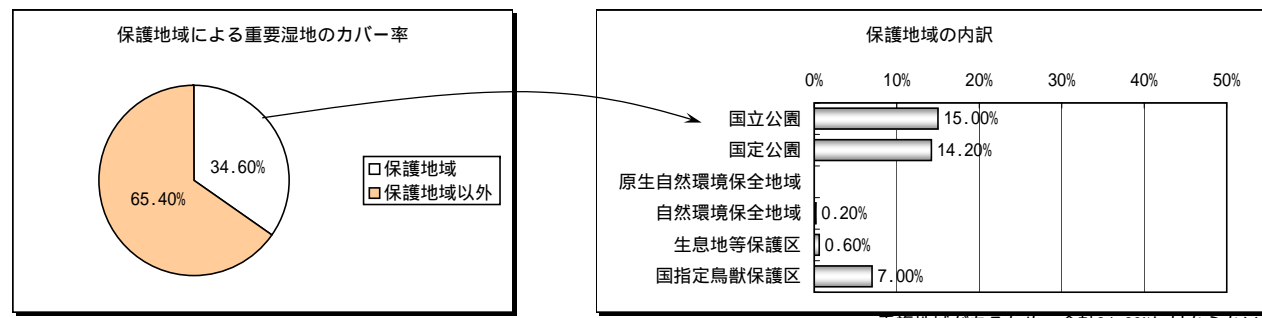 保護地域による重要湿地のカバー率
34.60%
65.40%
保護地域
保護地域以外
保護地域の内訳
0% 10% 20% 30% 40% 50%
国立公園 15.00%
国定公園 14.20%
原生自然環境保全地域
自然環境保全地域 0.20%
生息地等保護区 0.60%
国指定鳥獣保護区 7.00%